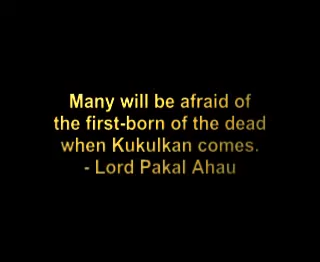 Many will be afraid of
the first-born of the dead
when Kukulkan comes.
- Lord Pakal Ahau